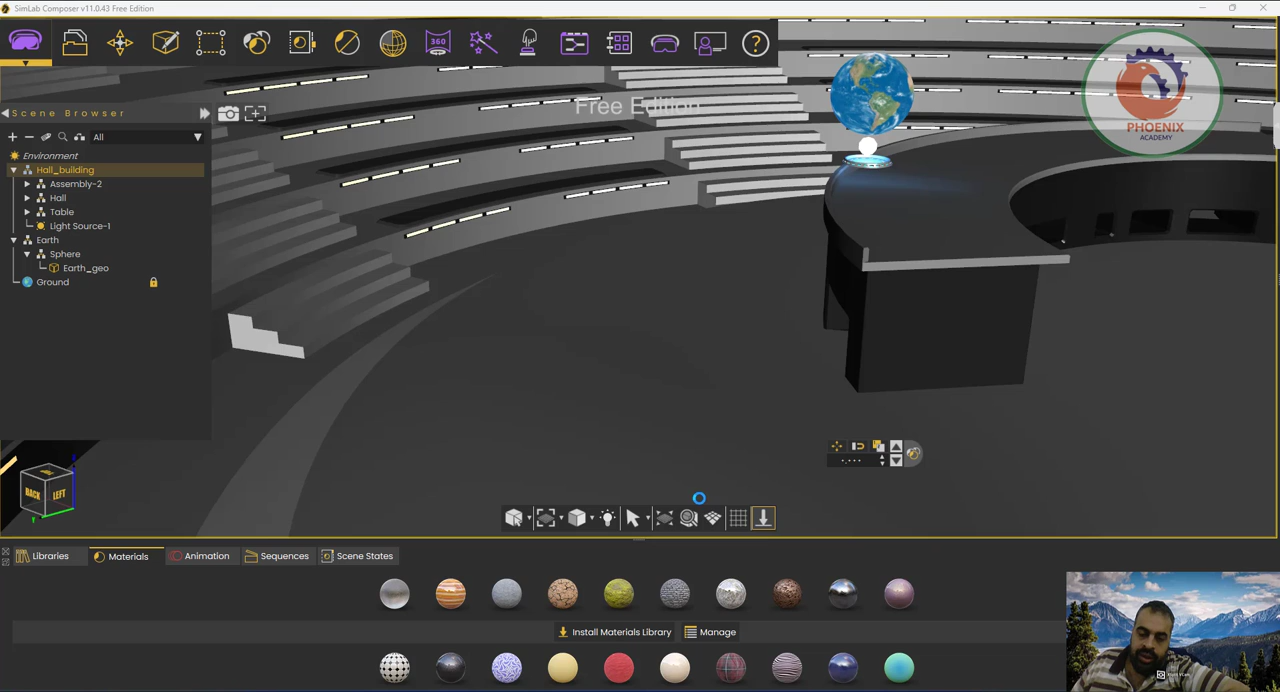 SimLab Composer v11.0.43 Free Edition
360
Scene Browser
All
Free Edition
PHOENIX
ACADEMY
Environment
Hall_building
Assembly-2
Hall
Table
Light Source-1
Earth
Sphere
Earth_geo
Ground
BACK
LEFT
Libraries
Materials
Animation
Sequences
Scene States
Install Materials Library
Manage